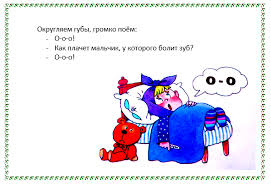 Округляем губы, громко поём:
- О-о-о!
- Как плачет мальчик, у которого болит зуб?
- О-о-о!